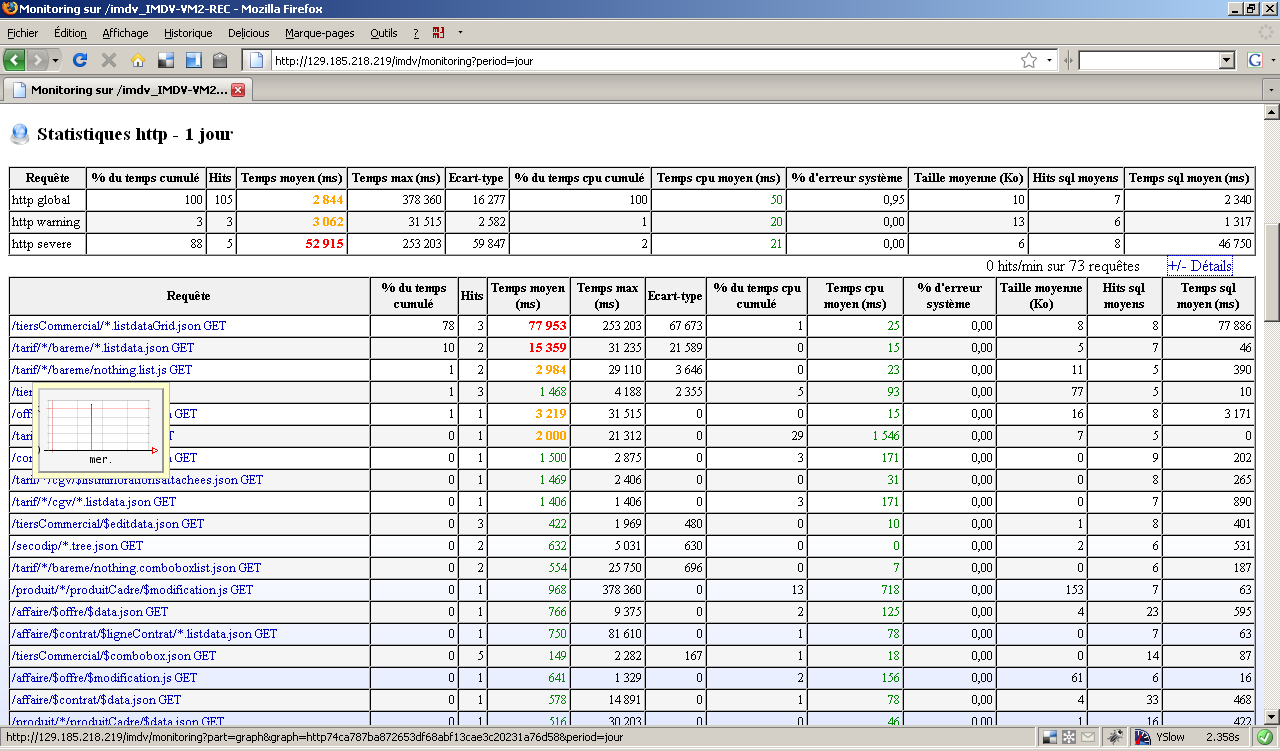 Monitoring sur /imdv_IMDV-VM2-REC - Mozilla Firefox
Fichier Édition Affichage Historique Delicious Marque-pages Outils ?
http://129.185.218.219/imdv/monitoring?period=jour
Monitoring sur /imdv_IMDV-VM2...
Statistiques http - 1 jour
Requête % du temps cumulé Hits Temps moyen (ms) Temps max (ms) Ecart-type % du temps cpu cumulé Temps cpu moyen (ms) % d'erreur système Taille moyenne (Ko) Hits sql moyens Temps sql moyen (ms)
http global 100 105 2 844 378 360 16 277 100 50 0,95 10 7 2 340
http warning 3 3 3 062 31 515 2 582 1 20 0,00 13 6 1 317
http severe 88 5 52 915 253 203 59 847 2 21 0,00 6 8 46 750
0 hits/min sur 73 requêtes +/- Détails
Requête % du temps cumulé Hits Temps moyen (ms) Temps max (ms) Ecart-type % du temps cpu cumulé Temps cpu moyen (ms) % d'erreur système Taille moyenne (Ko) Hits sql moyens Temps sql moyen (ms)
/tiersCommercial/*.listdataGrid.json GET 78 3 77 953 253 203 67 673 1 25 0,00 8 8 77 886
/tarif/*/bareme/*.listdata.json GET 10 2 15 359 31 235 21 589 0 15 0,00 5 7 46
/tarif/*/bareme/nothing.list.js GET 1 2 2 984 29 110 3 646 0 23 0,00 11 5 390
/tier 1 3 1 468 4 188 2 355 5 93 0,00 77 5 10
/off GET 1 1 3 219 31 515 0 0 15 0,00 16 8 3 171
/tari 0 1 2 000 21 312 0 29 1 546 0,00 7 5 0
/con GET 0 1 1 500 2 875 0 3 171 0,00 0 9 202
mer.
/tarif/*/cgv/$listminorationsattachees.json GET 0 1 1 469 2 406 0 0 31 0,00 0 8 265
/tarif/*/cgv/*.listdata.json GET 0 1 1 406 1 406 0 3 171 0,00 0 7 890
/tiersCommercial/$editdata.json GET 0 3 422 1 969 480 0 10 0,00 1 8 401
/secodip/*.tree.json GET 0 2 632 5 031 630 0 0 0,00 2 6 531
/tarif/*/bareme/nothing.comboboxlist.json GET 0 2 554 25 750 696 0 7 0,00 0 6 187
/produit/*/produitCadre/$modification.js GET 0 1 968 378 360 0 13 718 0,00 153 7 63
/affaire/$offre/$data.json GET 0 1 766 9 375 0 2 125 0,00 4 23 595
/affaire/$contrat/$ligneContrat/*.listdata.json GET 0 1 750 81 610 0 1 78 0,00 0 7 63
/tiersCommercial/$combobox.json GET 0 5 149 2 282 167 1 18 0,00 0 14 87
/affaire/$offre/$modification.js GET 0 1 641 1 329 0 2 156 0,00 61 6 16
/affaire/$contrat/$data.json GET 0 1 578 14 891 0 1 78 0,00 4 33 468
/produit/*/produitCadre/$data.json GET 0 1 516 30 203 0 0 46 0,00 1 16 422
http://129.185.218.219/imdv/monitoring?part=graph&graph=http74ca787ba872653df68abf13cae3c20231a76d58&period=jour YSlow 2.358s